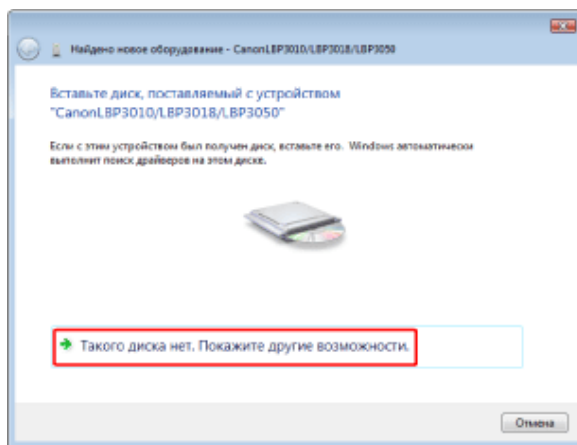 Найдено новое оборудование - CanonLBP3010/LBP3018/LBP3050
Вставьте диск, поставляемый с устройством
"CanonLBP3010/LBP3018/LBP3050"
Если с этим устройством был получен диск, вставьте его. Windows автоматически
выполнит поиск драйверов на этом диске.
Такого диска нет. Покажите другие возможности.
Отмена